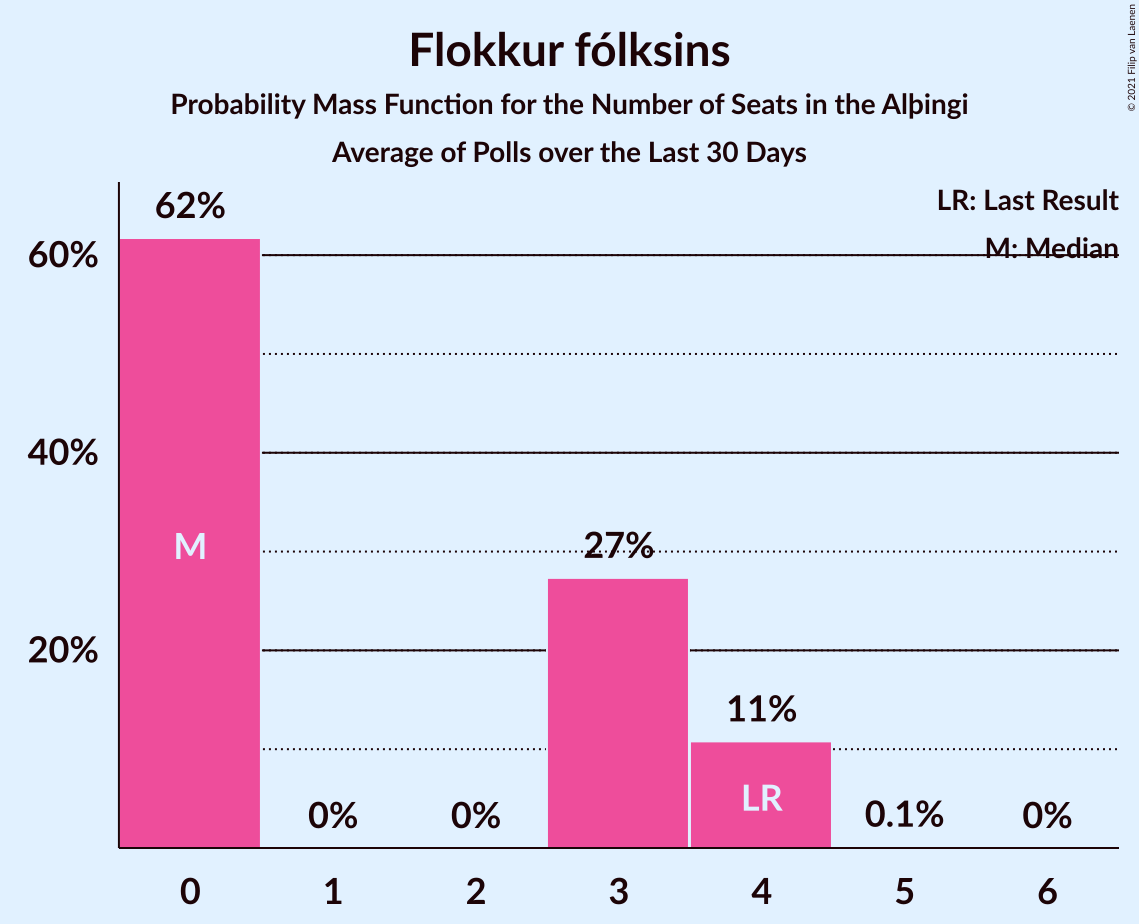 Flokkur fólksins
Probability Mass Function for the Number of Seats in the Alþingi
Average of Polls over the Last 30 Days
© 2021 Filip van Laenen
LR: Last Result
M: Median
62%
60%
40%
M
27%
20%
11%
LR
0%
0%
0.1%
0%
0 1 2 3 4 5 6